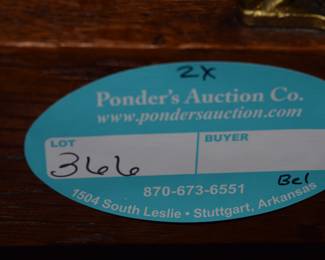 2X
Ponder's Auction Co.
www.pondersauction.com
LOT BUYER
366
870-673-6551
Bel
1504 South Leslie • Stuttgart, Arkansas